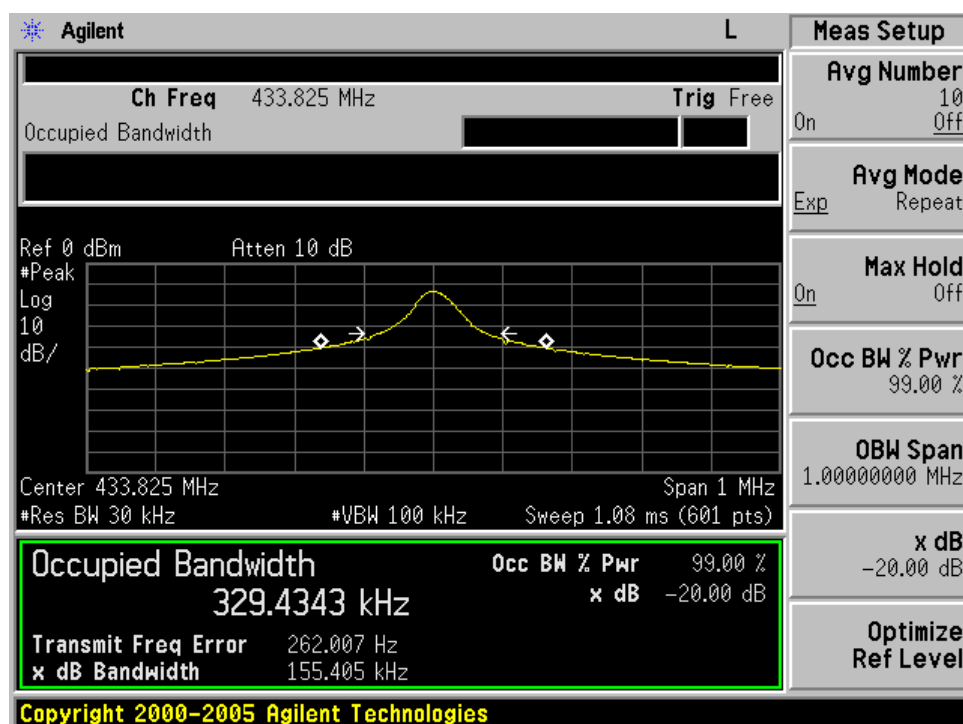 Agilent L
Ch Freq 433.825 MHz Trig Free
Occupied Bandwidth
Ref 0 dBm Atten 10 dB
#Peak
Log
10
dB/
Center 433.825 MHz Span 1 MHz
#Res BW 30 kHz #VBW 100 kHz Sweep 1.08 ms (601 pts)
Occupied Bandwidth Occ BW % Pwr 99.00 %
329.4343 kHz x dB -20.00 dB
Transmit Freq Error 262.007 Hz
x dB Bandwidth 155.405 kHz
Copyright 2000-2005 Agilent Technologies
Meas Setup
Avg Number
10
On Off
Avg Mode
Exp Repeat
Max Hold
On Off
Occ BW % Pwr
99.00 %
OBW Span
1.00000000 MHz
x dB
-20.00 dB
Optimize
Ref Level